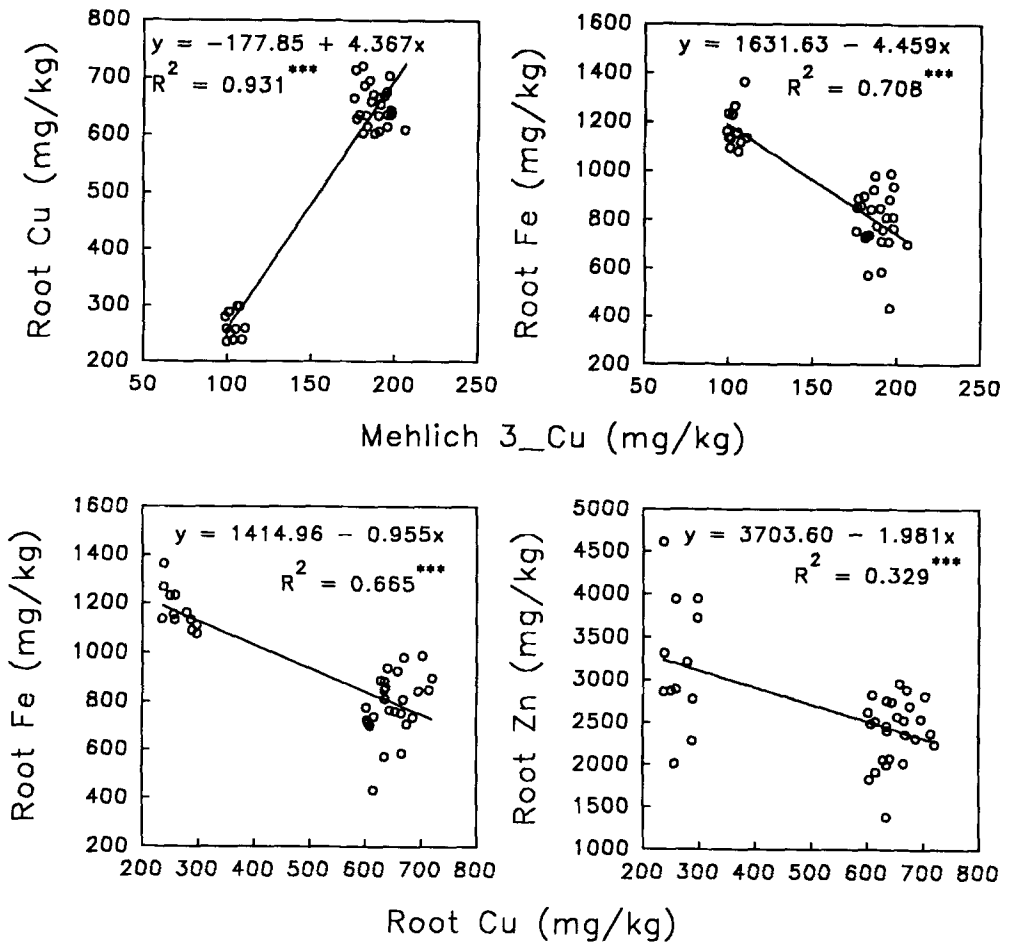 y = -177.85 + 4.367x
R² = 0.931***
Root Cu (mg/kg)
800
700
600
500
400
300
200
50 100 150 200 250
y = 1631.63 - 4.459x
R² = 0.708***
Root Fe (mg/kg)
1600
1400
1200
1000
800
600
400
200
50 100 150 200 250
Mehlich 3_Cu (mg/kg)
y = 1414.96 - 0.955x
R² = 0.665***
Root Fe (mg/kg)
1600
1400
1200
1000
800
600
400
200
200 300 400 500 600 700 800
y = 3703.60 - 1.981x
R² = 0.329***
Root Zn (mg/kg)
5000
4500
4000
3500
3000
2500
2000
1500
1000
200 300 400 500 600 700 800
Root Cu (mg/kg)